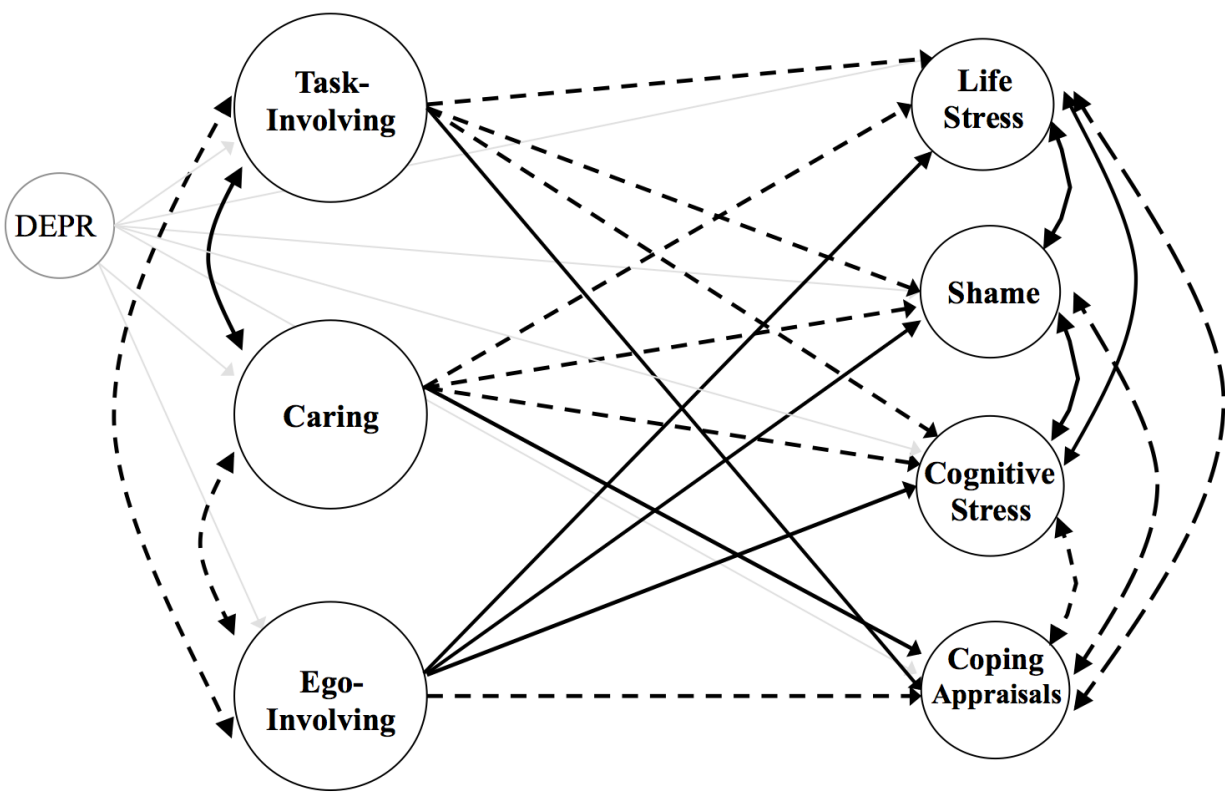 Task-
Involving
DEPR
Caring
Ego-
Involving
Life
Stress
Shame
Cognitive
Stress
Coping
Appraisals